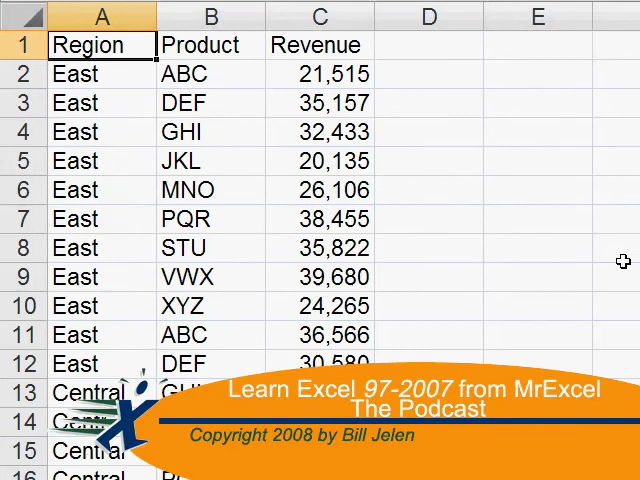 A B C D E
1 Region Product Revenue
2 East ABC 21,515
3 East DEF 35,157
4 East GHI 32,433
5 East JKL 20,135
6 East MNO 26,106
7 East PQR 38,455
8 East STU 35,822
9 East VWX 39,680
10 East XYZ 24,265
11 East ABC 36,566
12 East DEF 30,580
13 Central
14
15 Central
16 Central
Learn Excel 97-2007 from MrExcel
The Podcast
Copyright 2008 by Bill Jelen